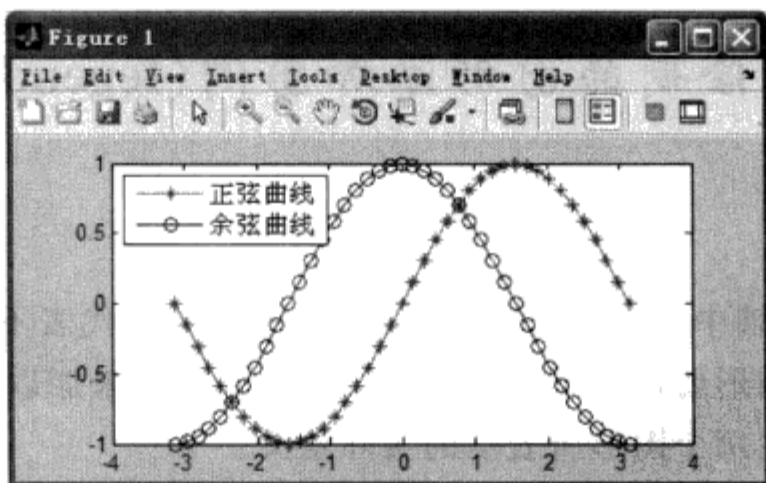 Figure 1
File Edit View Insert Tools Desktop Window Help
正弦曲线
余弦曲线
1
0.5
0
-0.5
-1
-4 -3 -2 -1 0 1 2 3 4